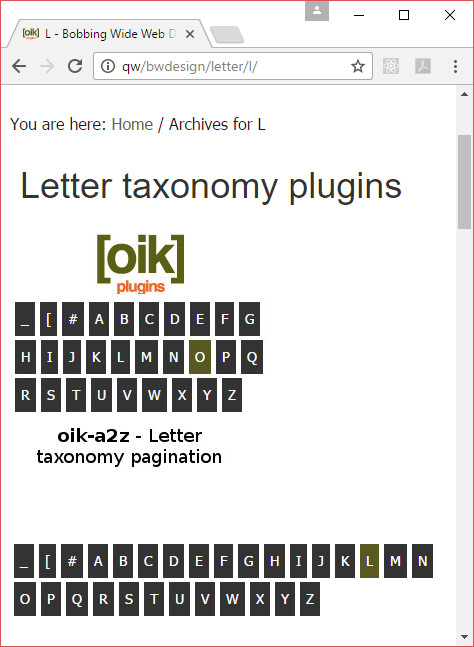 [oik] L - Bobbing Wide Web D
qw/bwdesign/letter/l/
You are here: Home / Archives for L
Letter taxonomy plugins
[oik]
plugins
_ [ # A B C D E F G
H I J K L M N O P Q
R S T U V W X Y Z
oik-a2z - Letter
taxonomy pagination
_ [ # A B C D E F G H I J K L M N
O P Q R S T U V W X Y Z